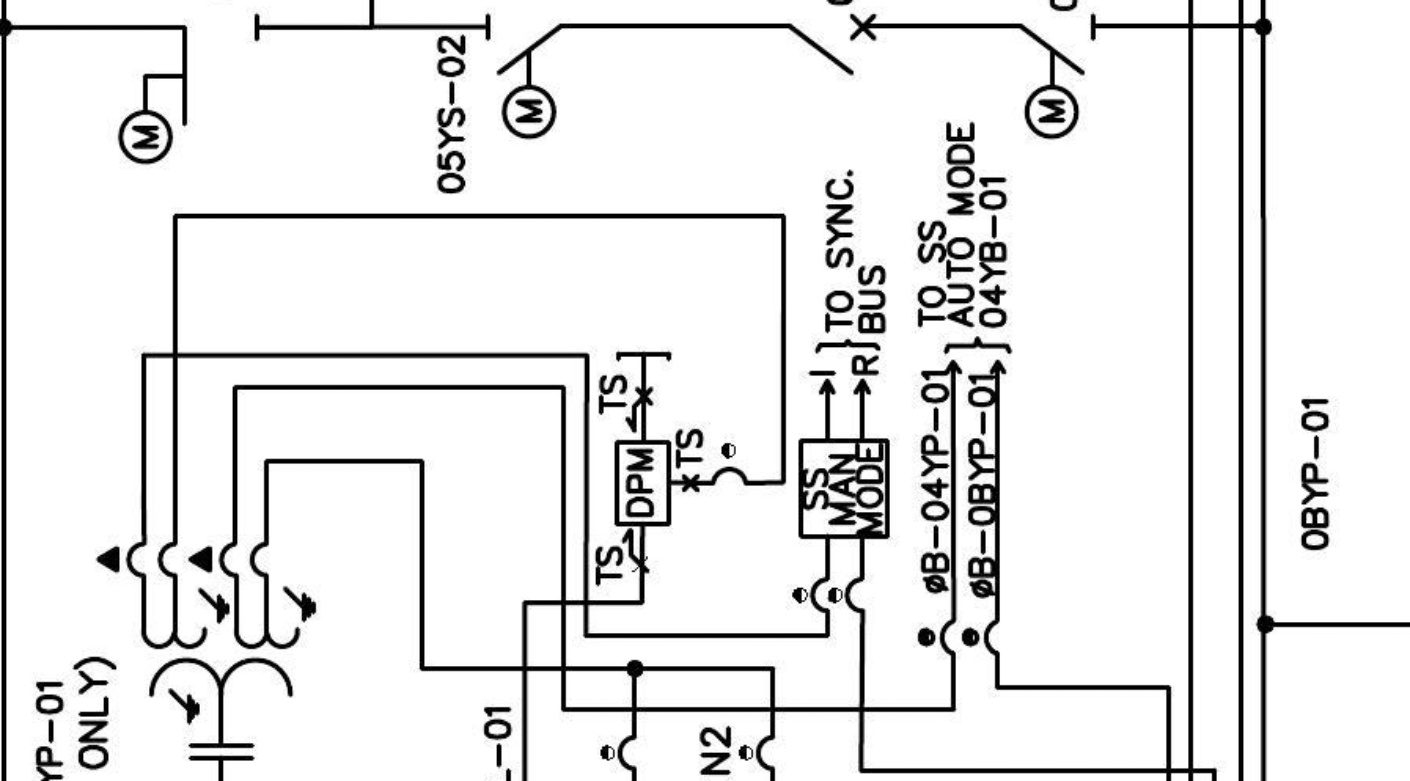 M
M
M
05YS-02
TO SYNC.
BUS
TO SS
AUTO MODE
04YB-01
I
R
TS
TS
TS
DPM
SS
MAN
MODE
øB-04YP-01
øB-0BYP-01
0BYP-01
YP-01
ONLY)
-01
N2